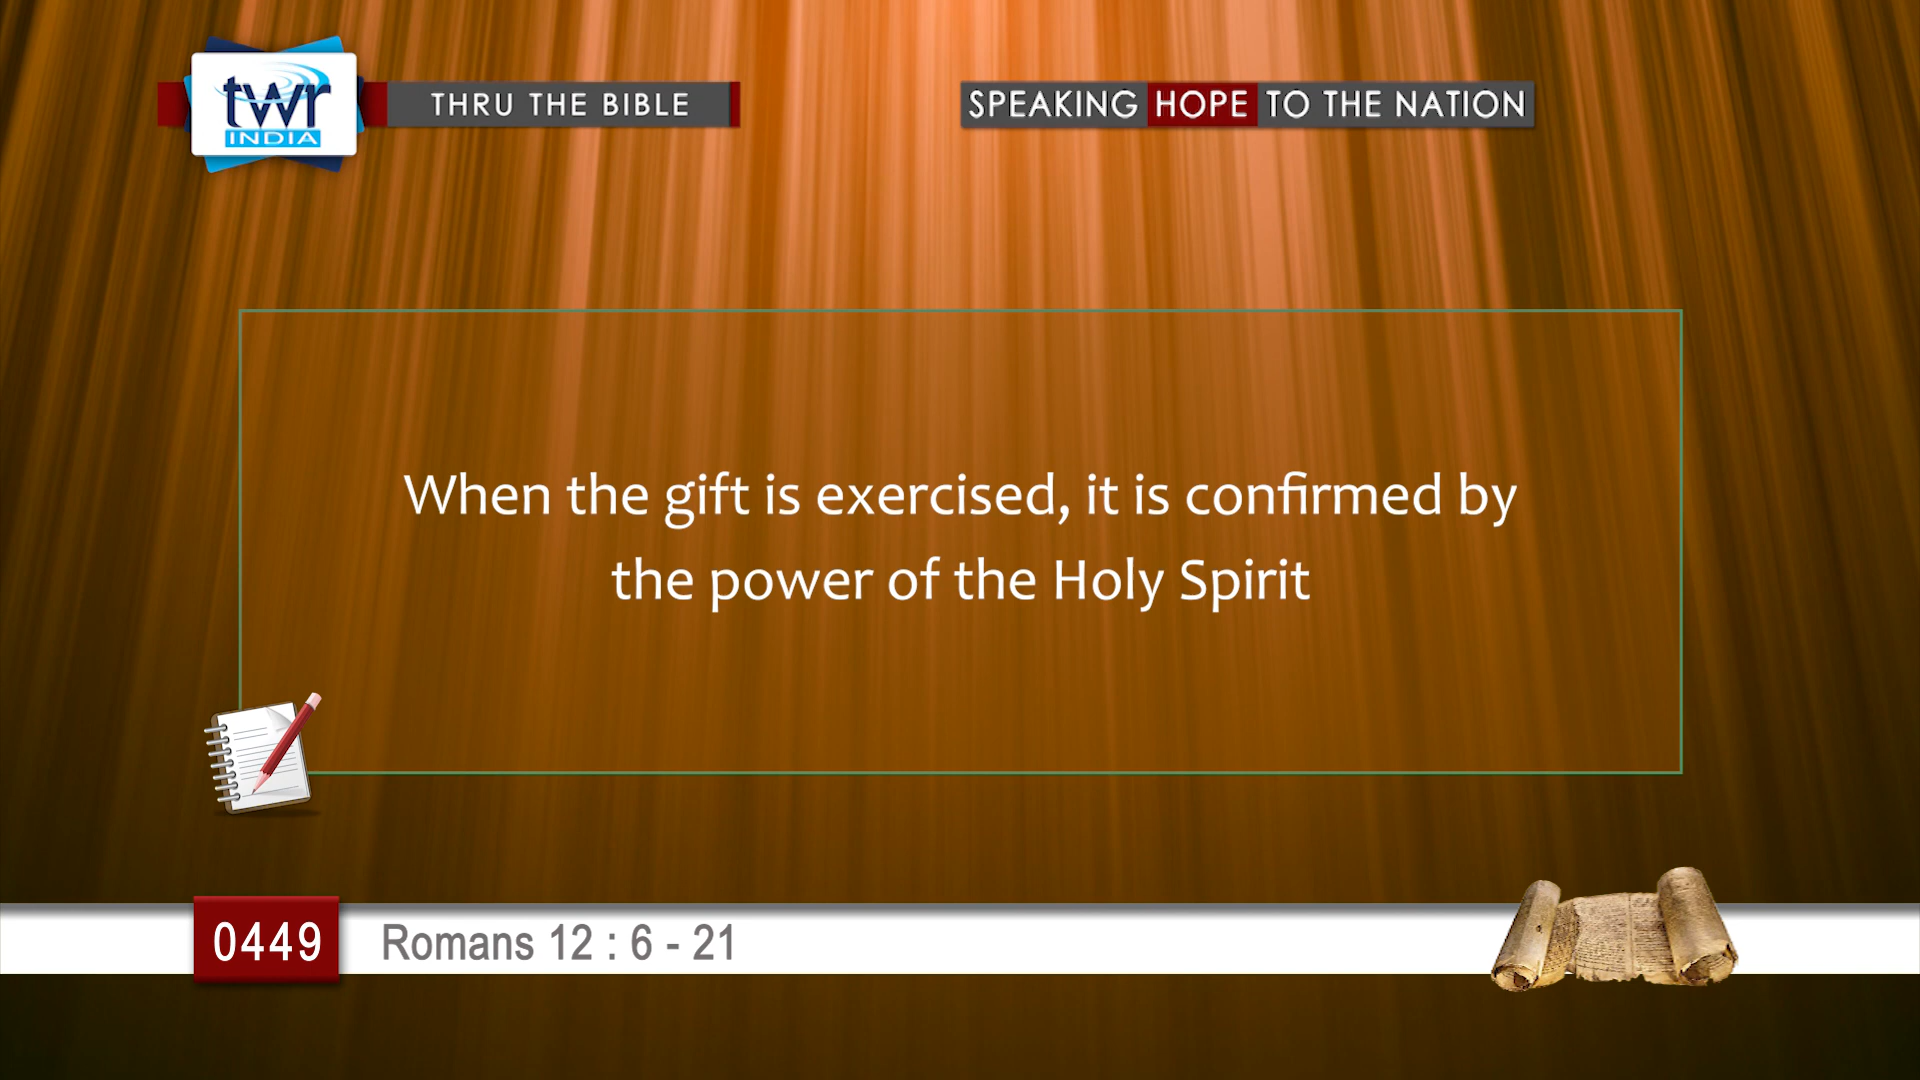 twr
INDIA
THRU THE BIBLE
SPEAKING HOPE TO THE NATION
When the gift is exercised, it is confirmed by
the power of the Holy Spirit
0449
Romans 12 : 6 - 21